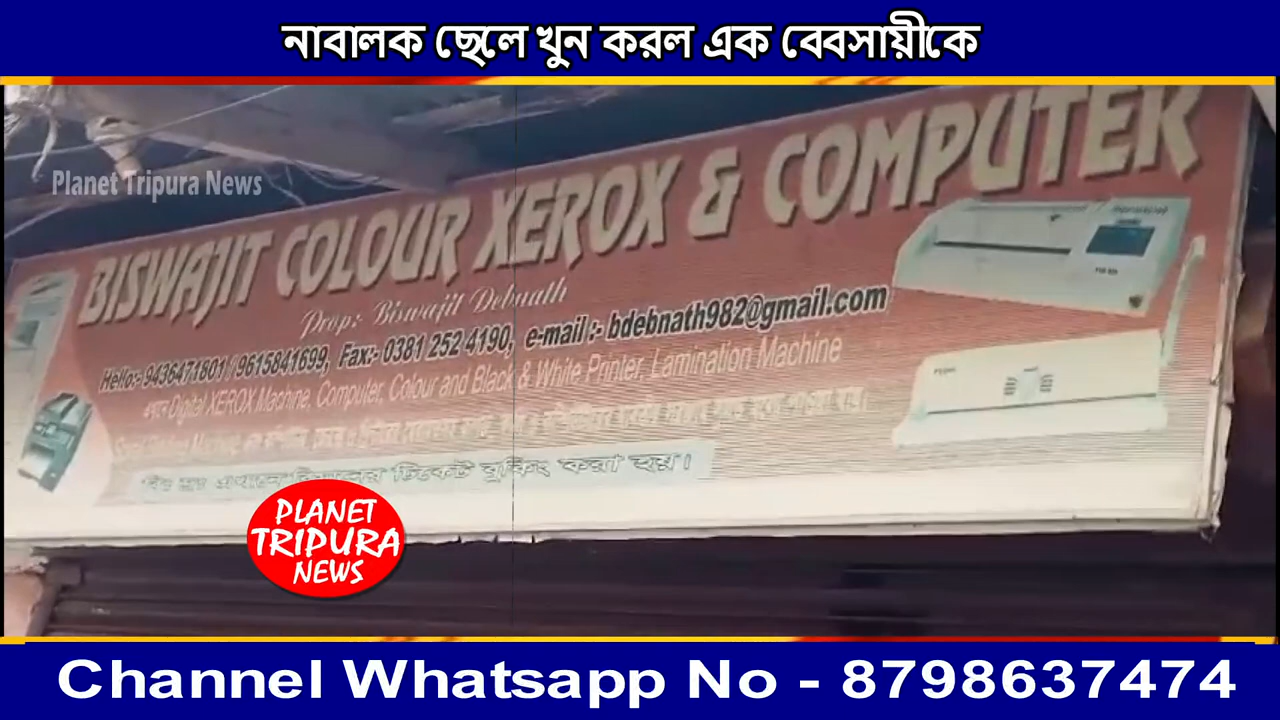 নাবালক ছেলে খুন করল এক বেবসায়ীকে
Planet Tripura News
BISWAJIT COLOUR XEROX & COMPUTER
Prop:- Biswajit Debnath
Hello:- 9436471801 / 9615841699, Fax:- 0381 252 4190, e-mail :- bdebnath982@gmail.com
Digital XEROX Machine, Computer, Colour and Black & White Printer, Lamination Machine
টিকেট বুকিং করা হয়।
PLANET
TRIPURA
NEWS
Channel Whatsapp No - 8798637474